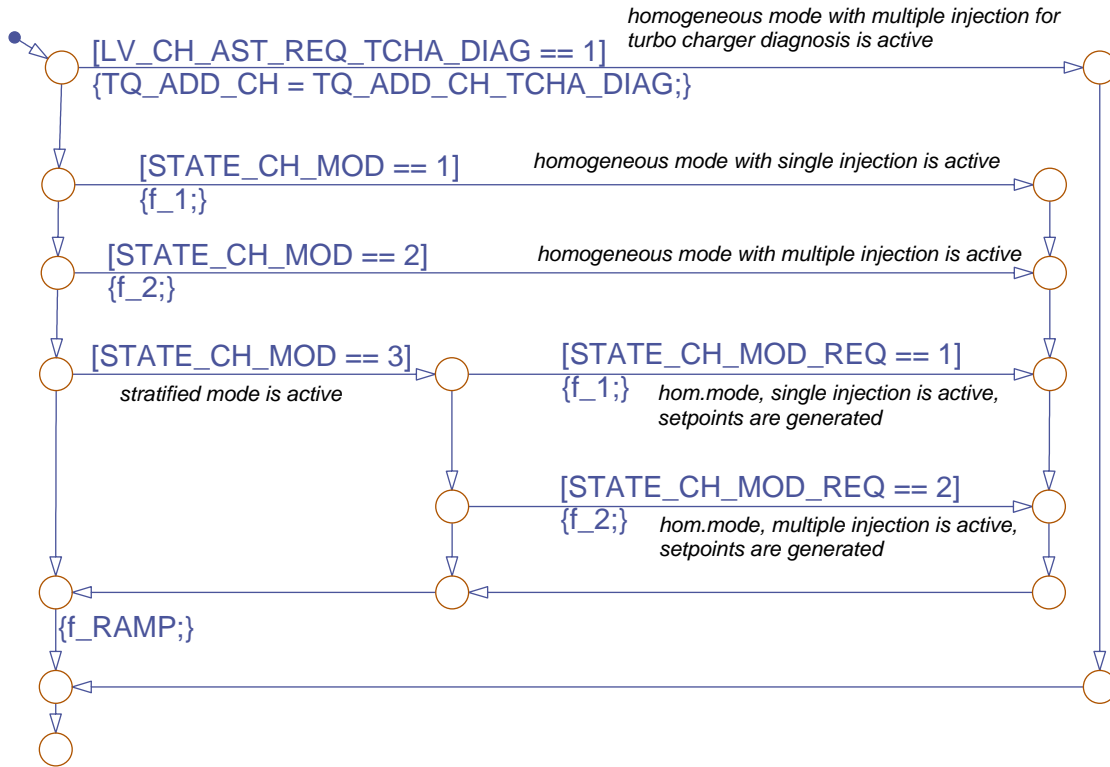 homogeneous mode with multiple injection for
turbo charger diagnosis is active
[LV_CH_AST_REQ_TCHA_DIAG == 1]
{TQ_ADD_CH = TQ_ADD_CH_TCHA_DIAG;}
[STATE_CH_MOD == 1]
homogeneous mode with single injection is active
{f_1;}
[STATE_CH_MOD == 2]
homogeneous mode with multiple injection is active
{f_2;}
[STATE_CH_MOD == 3]
stratified mode is active
[STATE_CH_MOD_REQ == 1]
{f_1;}
hom.mode, single injection is active,
setpoints are generated
[STATE_CH_MOD_REQ == 2]
{f_2;}
hom.mode, multiple injection is active,
setpoints are generated
{f_RAMP;}